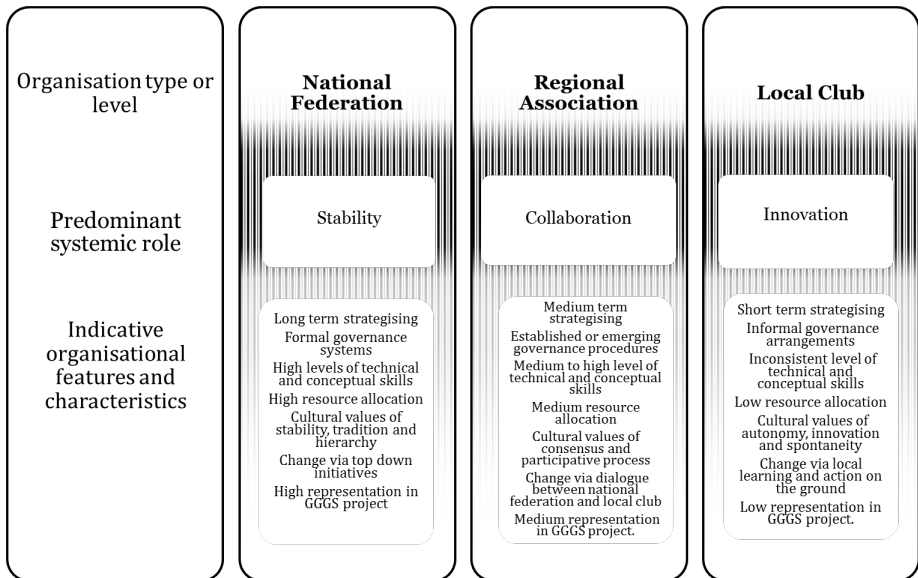 Organisation type or
level
Predominant
systemic role
Indicative
organisational
features and
characteristics
National
Federation
Stability
Long term strategising
Formal governance
systems
High levels of technical
and conceptual skills
High resource allocation
Cultural values of
stability, tradition and
hierarchy
Change via top down
initiatives
High representation in
GGGS project
Regional
Association
Collaboration
Medium term
strategising
Established or emerging
governance procedures
Medium to high level of
technical and conceptual
skills
Medium resource
allocation
Cultural values of
consensus and
participative process
Change via dialogue
between national
federation and local club
Medium representation
in GGGS project.
Local Club
Innovation
Short term strategising
Informal governance
arrangements
Inconsistent level of
technical and
conceptual skills
Low resource allocation
Cultural values of
autonomy, innovation
and spontaneity
Change via local
learning and action on
the ground
Low representation in
GGGS project.